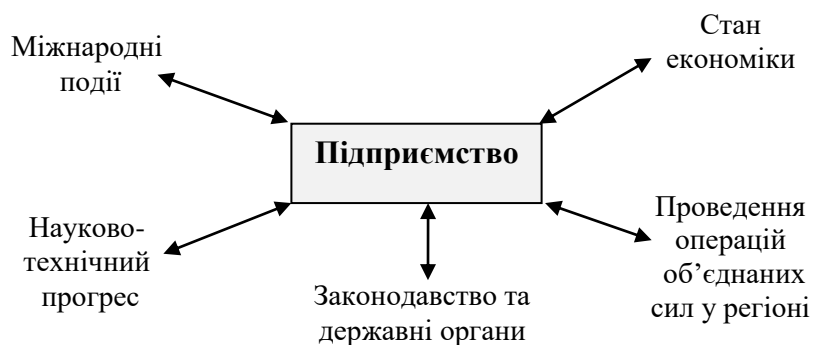 Міжнародні
події
Стан
економіки
Підприємство
Науково-
технічний
прогрес
Законодавство та
державні органи
Проведення
операцій
об’єднаних
сил у регіоні